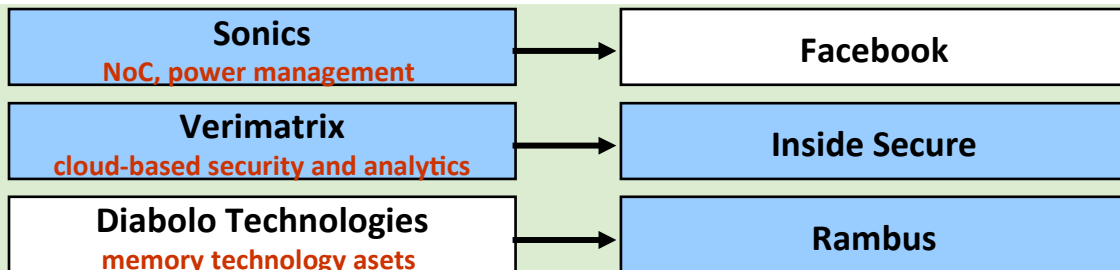 Sonics
NoC, power management
Facebook
Verimatrix
cloud-based security and analytics
Inside Secure
Diabolo Technologies
memory technology asets
Rambus